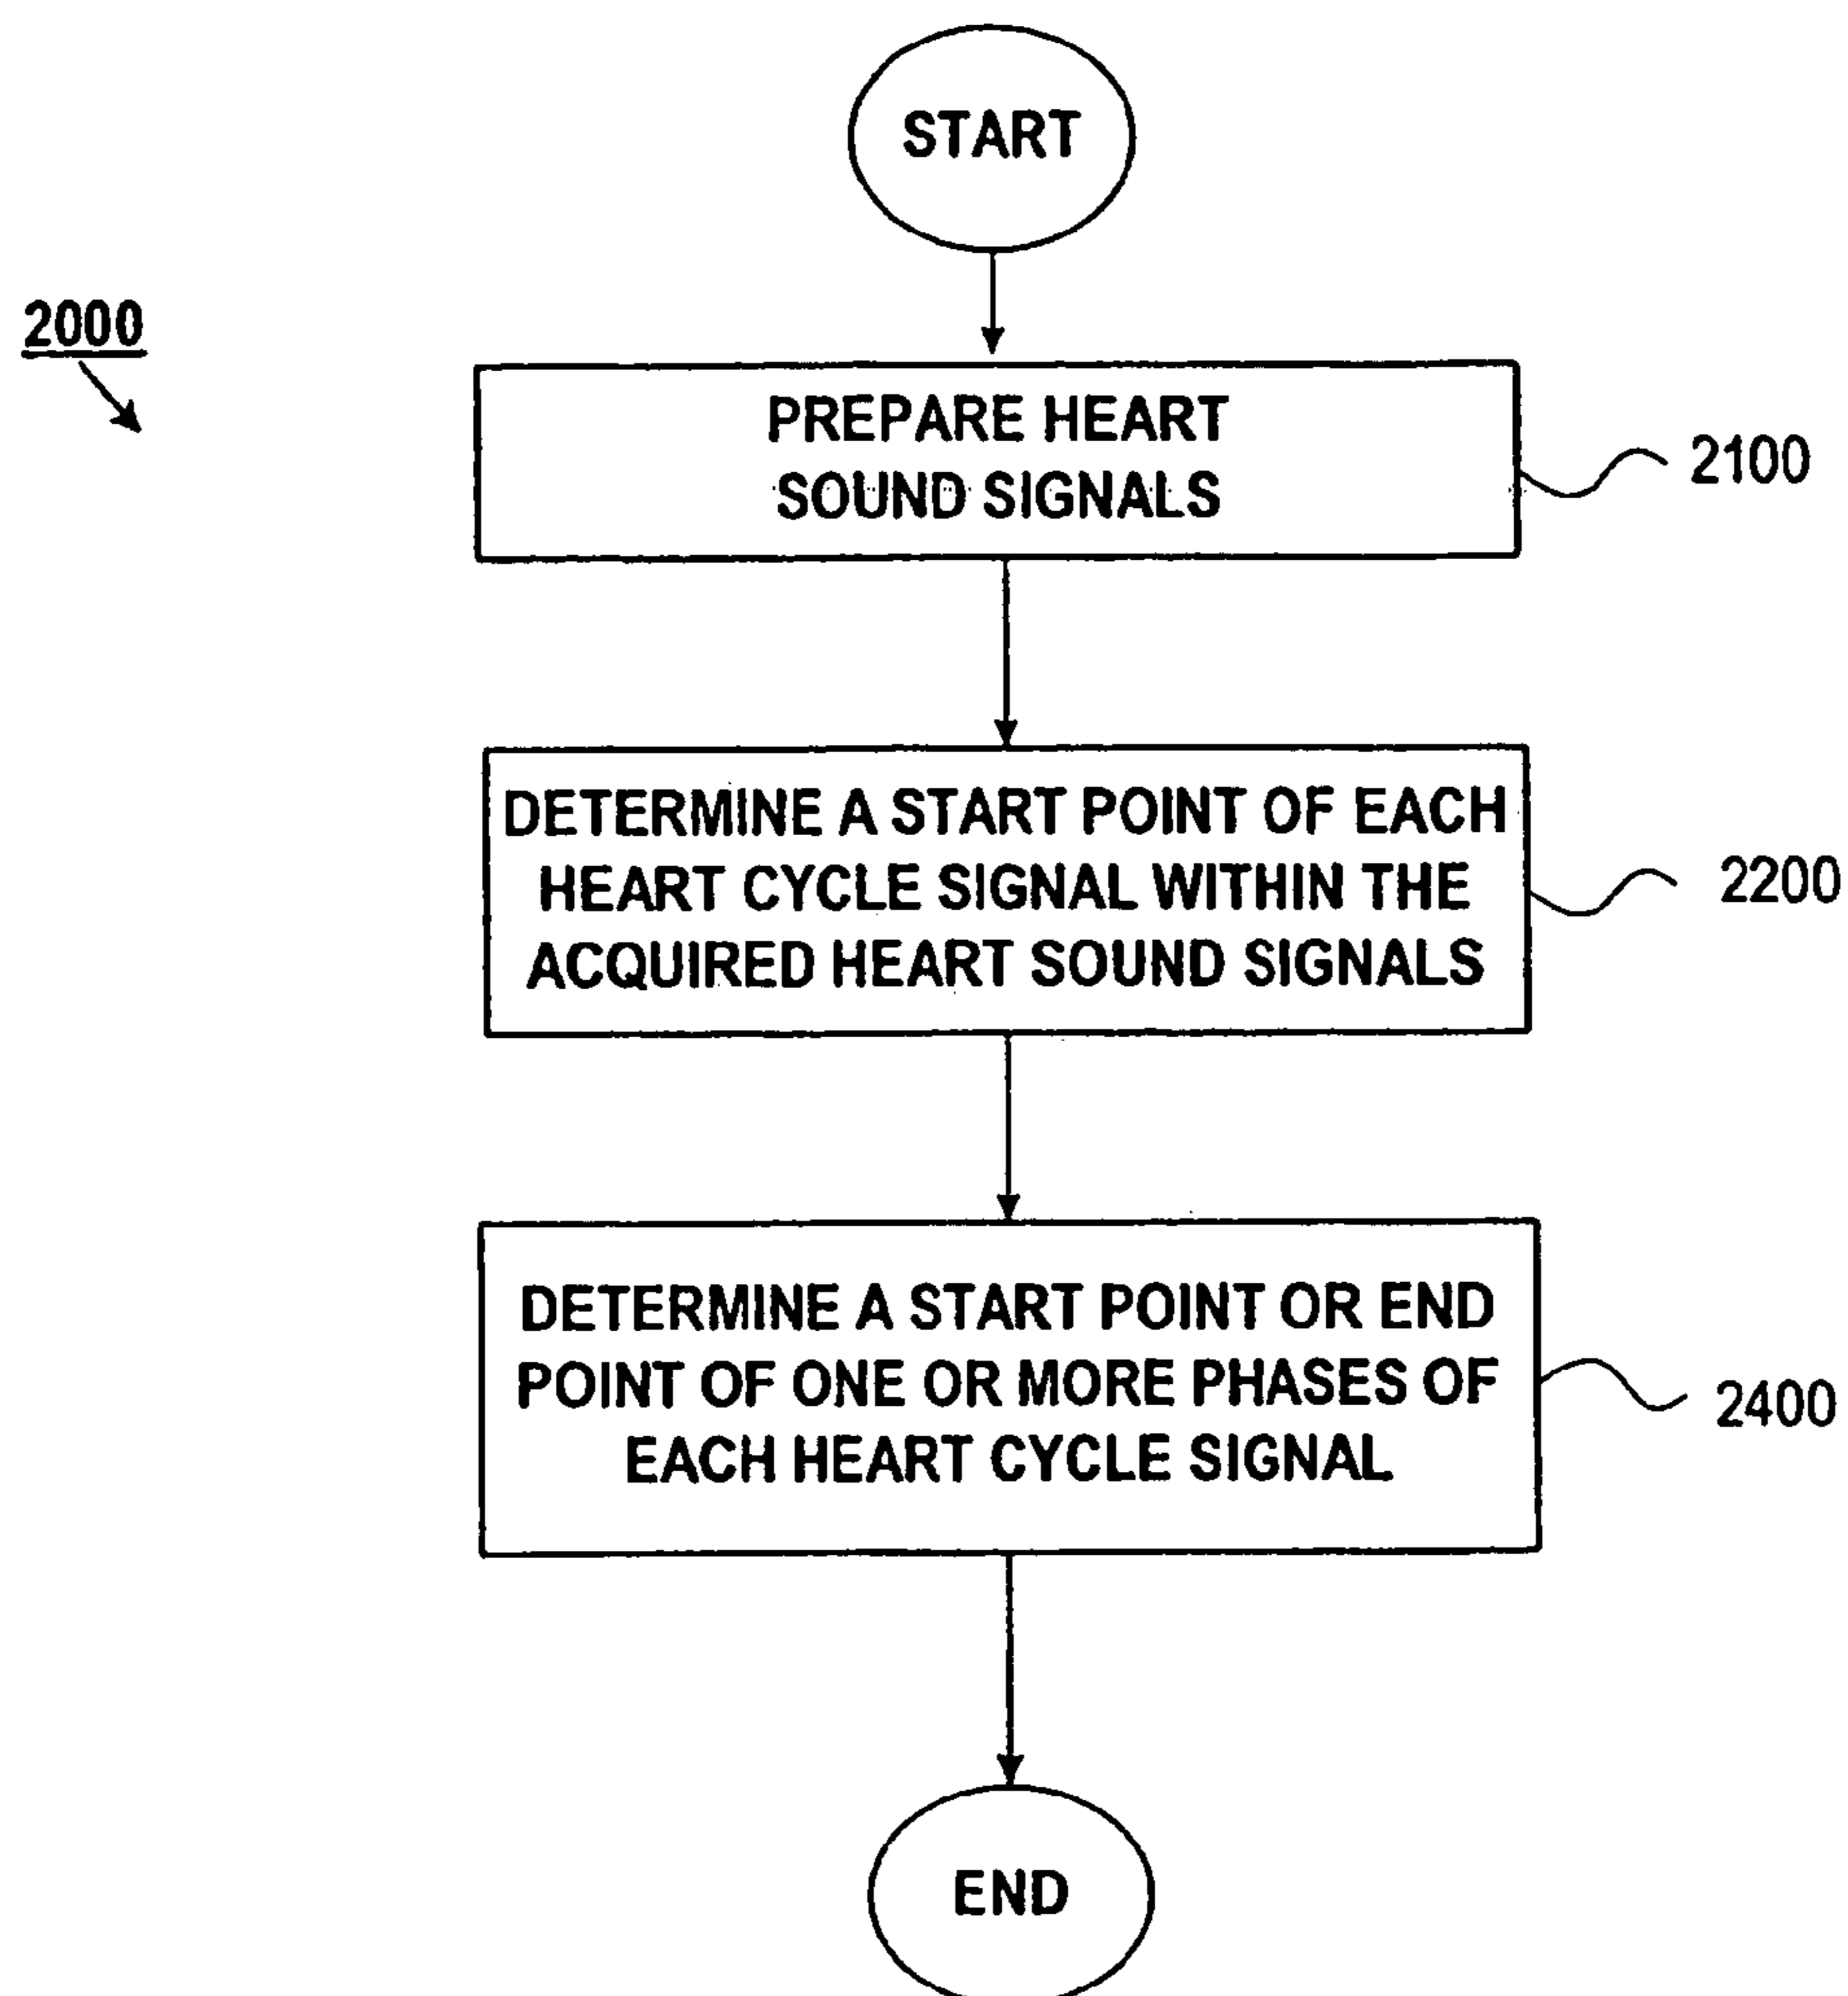 START
2000
PREPARE HEART
SOUND SIGNALS
2100
DETERMINE A START POINT OF EACH
HEART CYCLE SIGNAL WITHIN THE
ACQUIRED HEART SOUND SIGNALS
2200
DETERMINE A START POINT OR END
POINT OF ONE OR MORE PHASES OF
EACH HEART CYCLE SIGNAL
2400
END